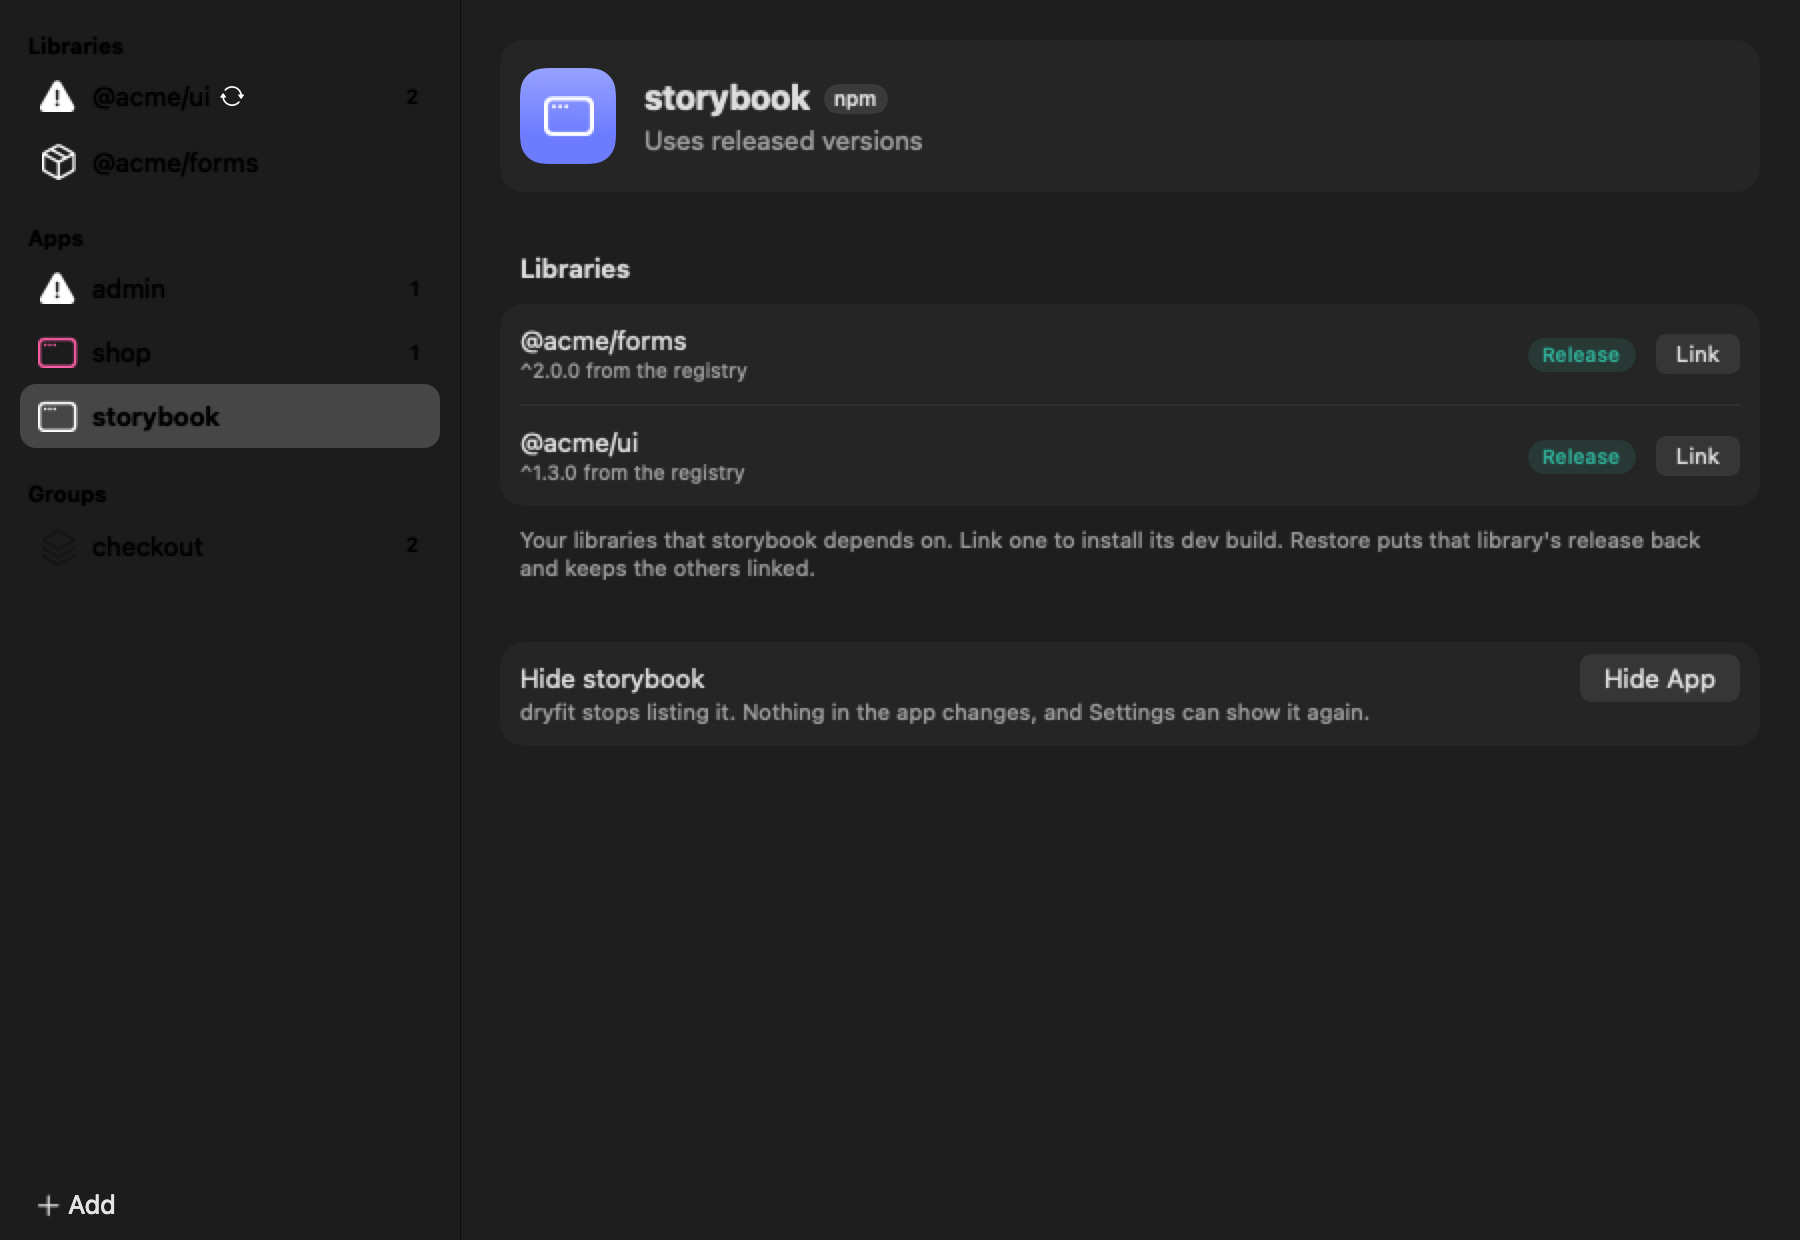 Libraries
@acme/ui 2
@acme/forms
Apps
admin 1
shop 1
storybook
Groups
checkout 2
+ Add
storybook npm
Uses released versions
Libraries
@acme/forms
^2.0.0 from the registry
Release Link
@acme/ui
^1.3.0 from the registry
Release Link
Your libraries that storybook depends on. Link one to install its dev build. Restore puts that library's release back
and keeps the others linked.
Hide storybook
dryfit stops listing it. Nothing in the app changes, and Settings can show it again.
Hide App